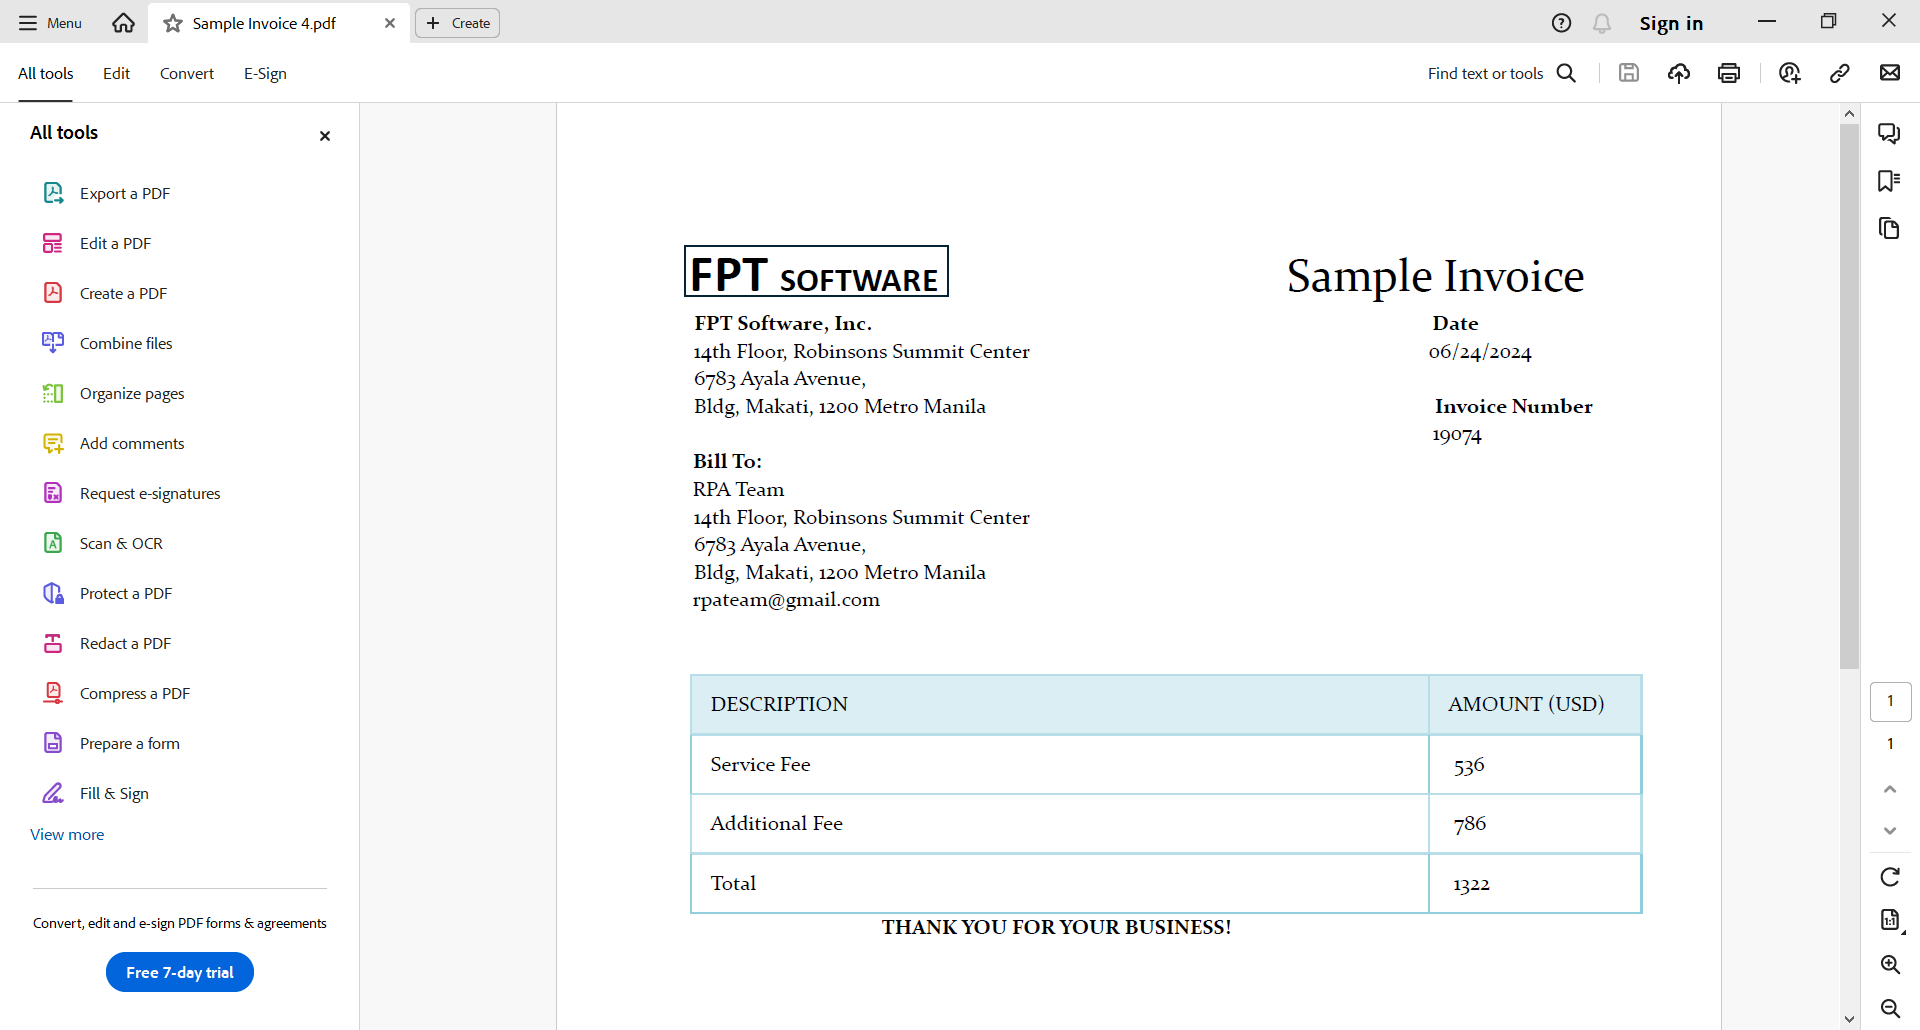 Menu
Sample Invoice 4.pdf
Create
Sign in
All tools
Edit
Convert
E-Sign
Find text or tools
All tools
Export a PDF
Edit a PDF
Create a PDF
Combine files
Organize pages
Add comments
Request e-signatures
Scan & OCR
Protect a PDF
Redact a PDF
Compress a PDF
Prepare a form
Fill & Sign
View more
Convert, edit and e-sign PDF forms & agreements
Free 7-day trial
FPT SOFTWARE
Sample Invoice
FPT Software, Inc.
14th Floor, Robinsons Summit Center
6783 Ayala Avenue,
Bldg, Makati, 1200 Metro Manila
Date
06/24/2024
Invoice Number
19074
Bill To:
RPA Team
14th Floor, Robinsons Summit Center
6783 Ayala Avenue,
Bldg, Makati, 1200 Metro Manila
rpateam@gmail.com
DESCRIPTION AMOUNT (USD)
Service Fee 536
Additional Fee 786
Total 1322
THANK YOU FOR YOUR BUSINESS!
1
1
1:1